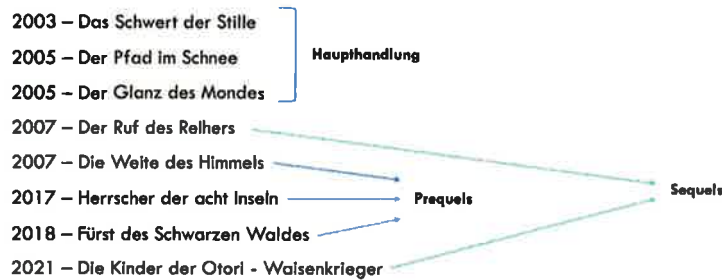 2003 – Das Schwert der Stille
2005 – Der Pfad im Schnee
Haupthandlung
2005 – Der Glanz des Mondes
2007 – Der Ruf des Reihers
2007 – Die Weite des Himmels
2017 – Herrscher der acht Inseln
Prequels
Sequels
2018 – Fürst des Schwarzen Waldes
2021 – Die Kinder der Otori - Waisenkrieger